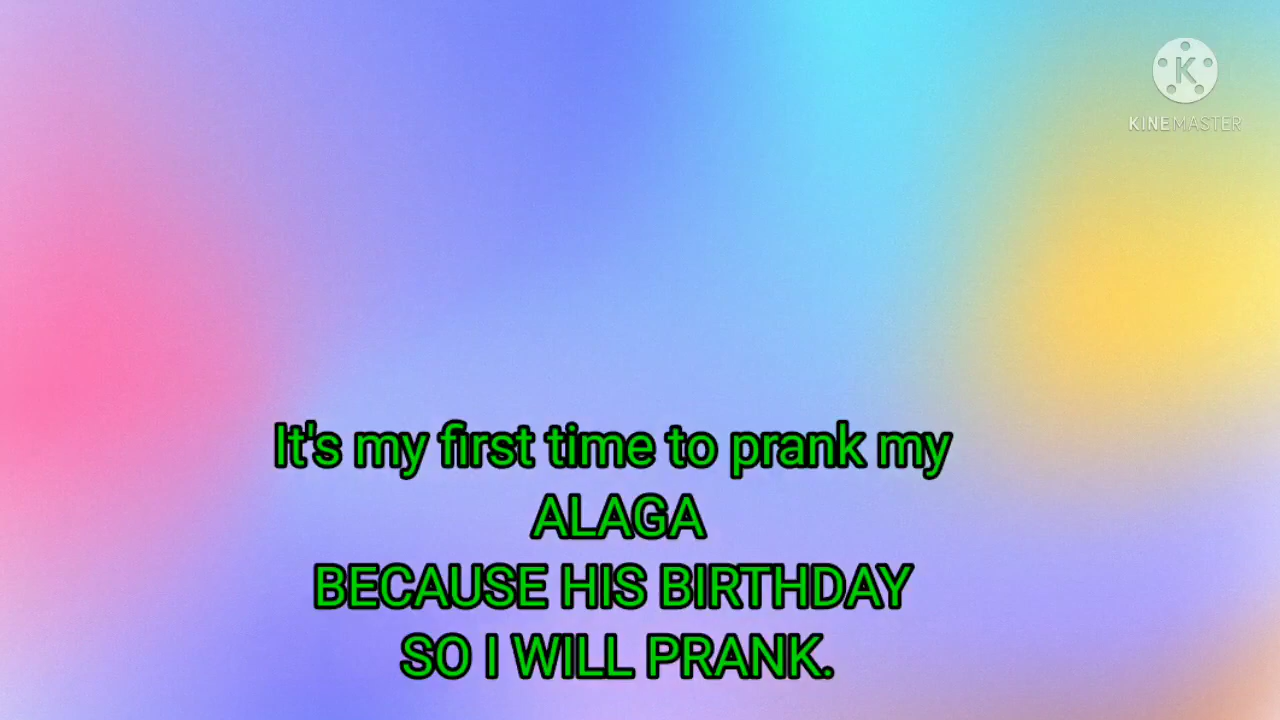 KINEMASTER
It's my first time to prank my
ALAGA
BECAUSE HIS BIRTHDAY
SO I WILL PRANK.